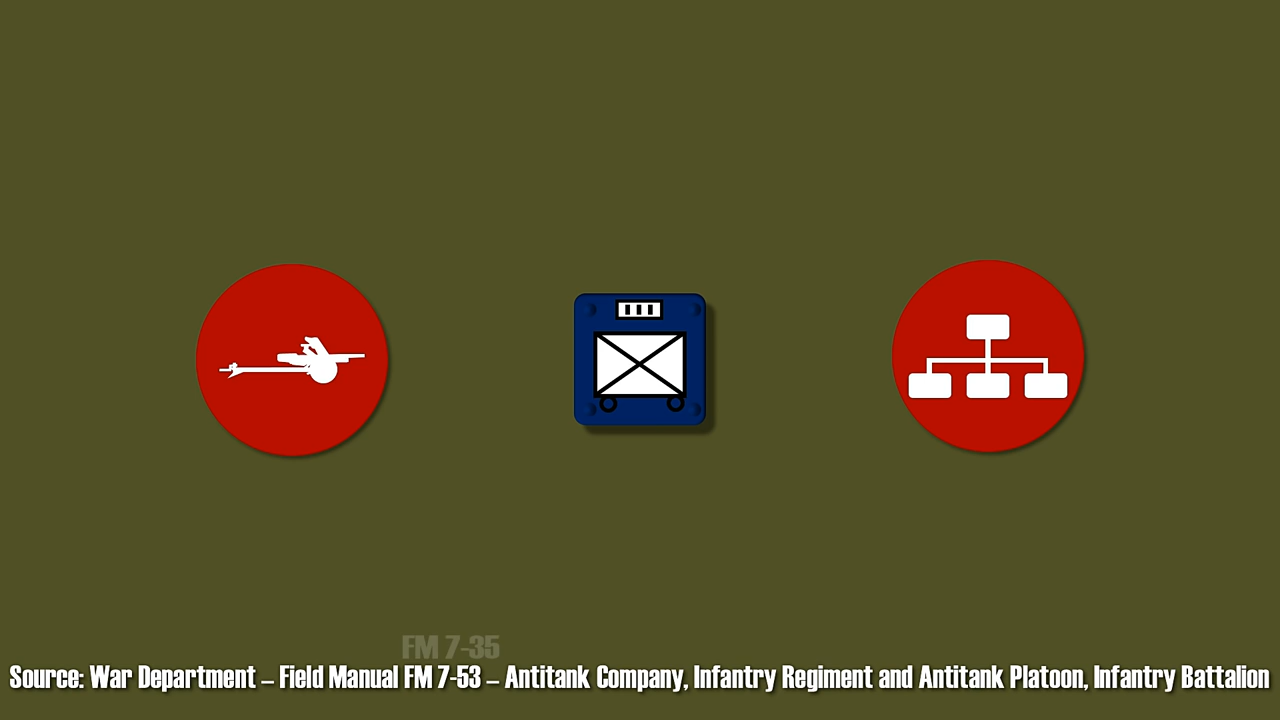 FM 7-35
Source: War Department – Field Manual FM 7-53 – Antitank Company, Infantry Regiment and Antitank Platoon, Infantry Battalion